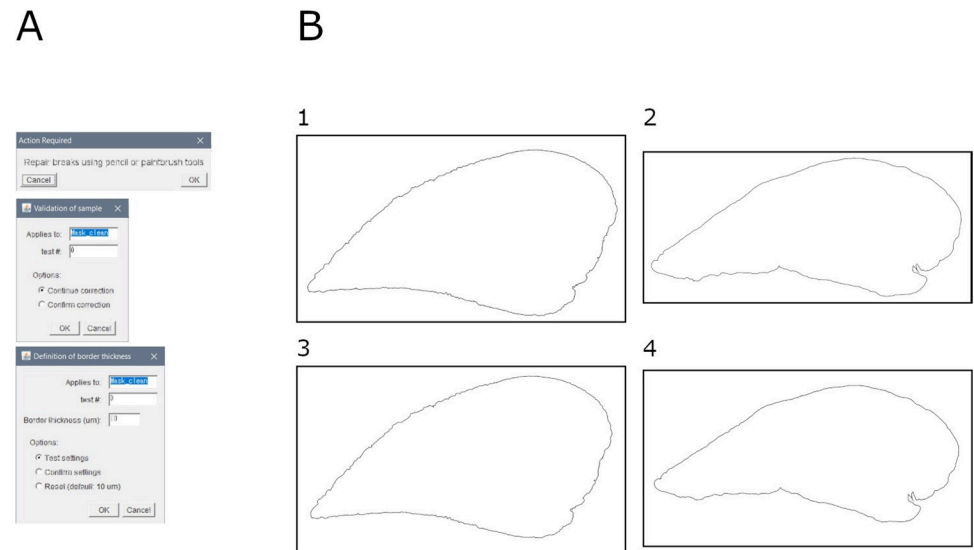 A
B
Action Required
Repair breaks using pencil or paintbrush tools
Cancel
OK
Validation of sample
Applies to: Mask_clean
test #: 0
Options:
Continue correction
Confirm correction
OK Cancel
Definition of border thickness
Applies to: Mask_clean
test #:
Border thickness (um):
Options:
Test settings
Confirm settings
Reset (default: 10 um)
OK Cancel
1
2
3
4